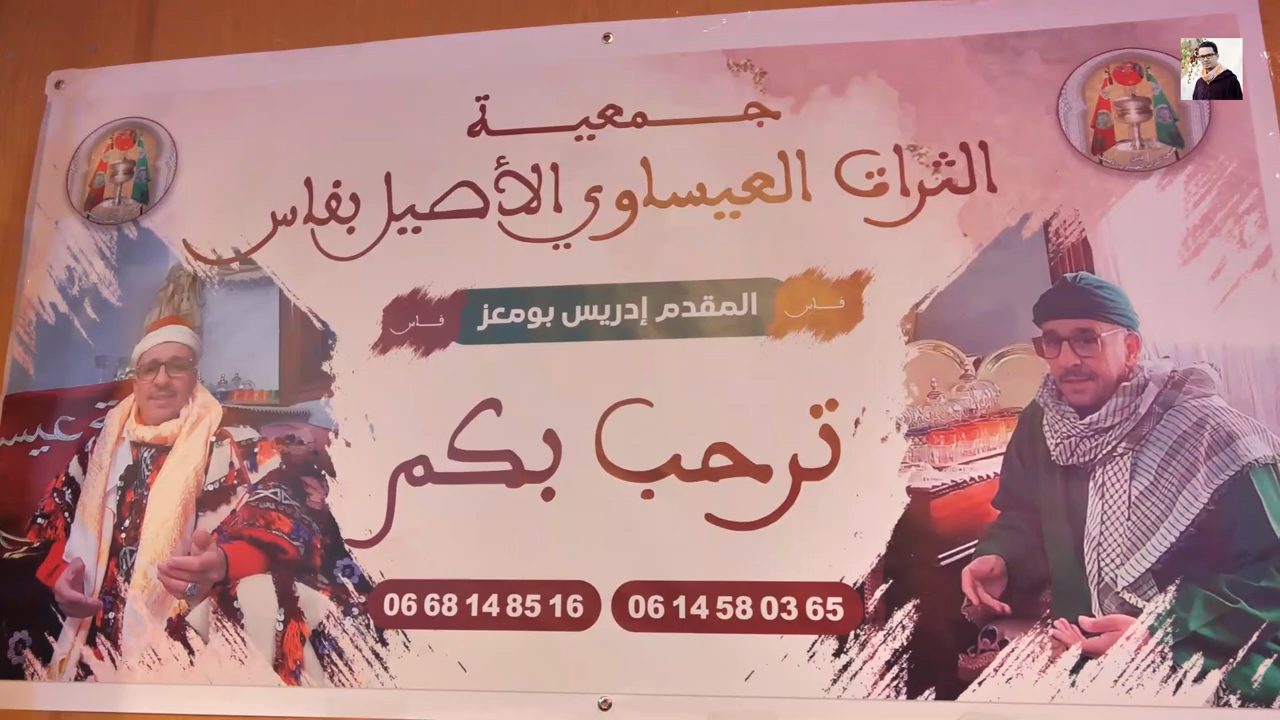 جمعية
التراث العيساوي الأصيل بفاس
فاس المقدم إدريس بومعز فاس
ترحب بكم
06 68 14 85 16 06 14 58 03 65